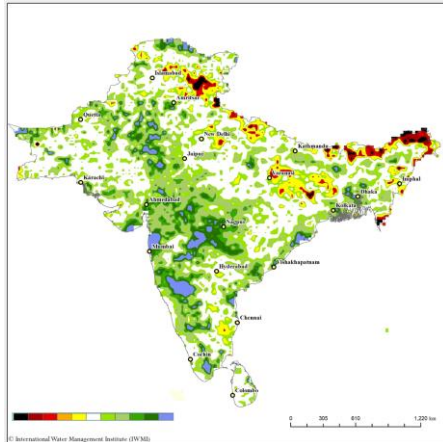 Islamabad
Amritsar
Quetta
New Delhi
Jaipur
Kathmandu
Karachi
Varanasi
Imphal
Ahmedabad
Dhaka
Kolkata
Nagpur
Mumbai
Hyderabad
Vishakhapatnam
Chennai
Cochin
Colombo
0 305 610 1,220 km
© International Water Management Institute (IWMI)